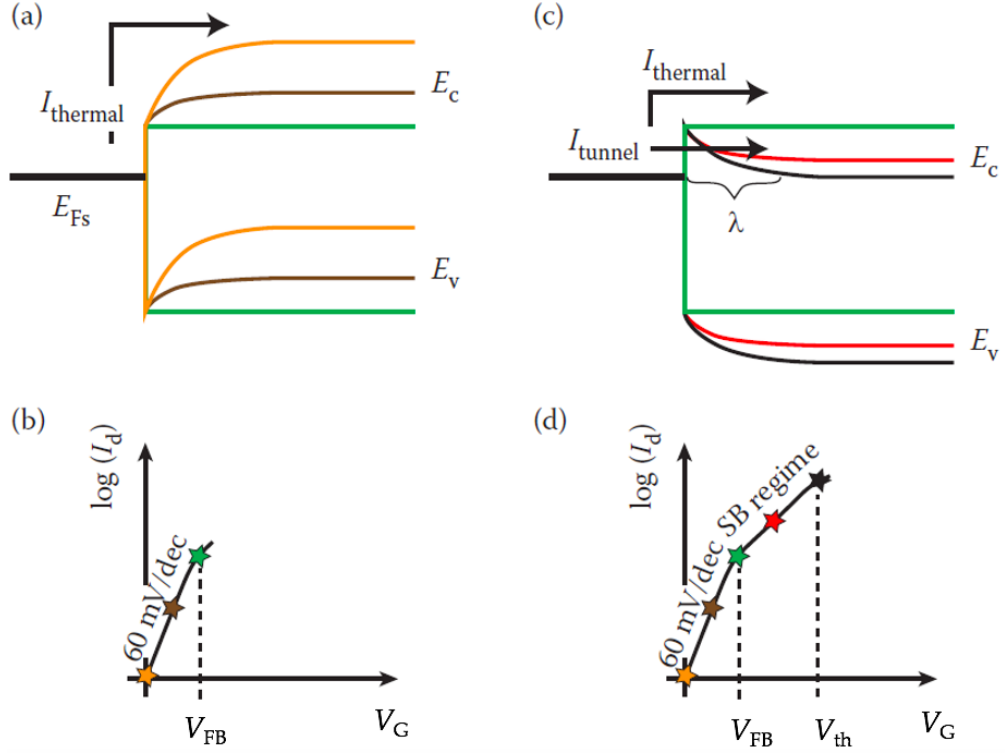 (a)
I_thermal
E_c
E_Fs
E_v
(c)
I_thermal
I_tunnel
E_c
λ
E_v
(b)
log (I_d)
60 mV/dec
V_FB
V_G
(d)
log (I_d)
60 mV/dec SB regime
V_FB
V_th
V_G